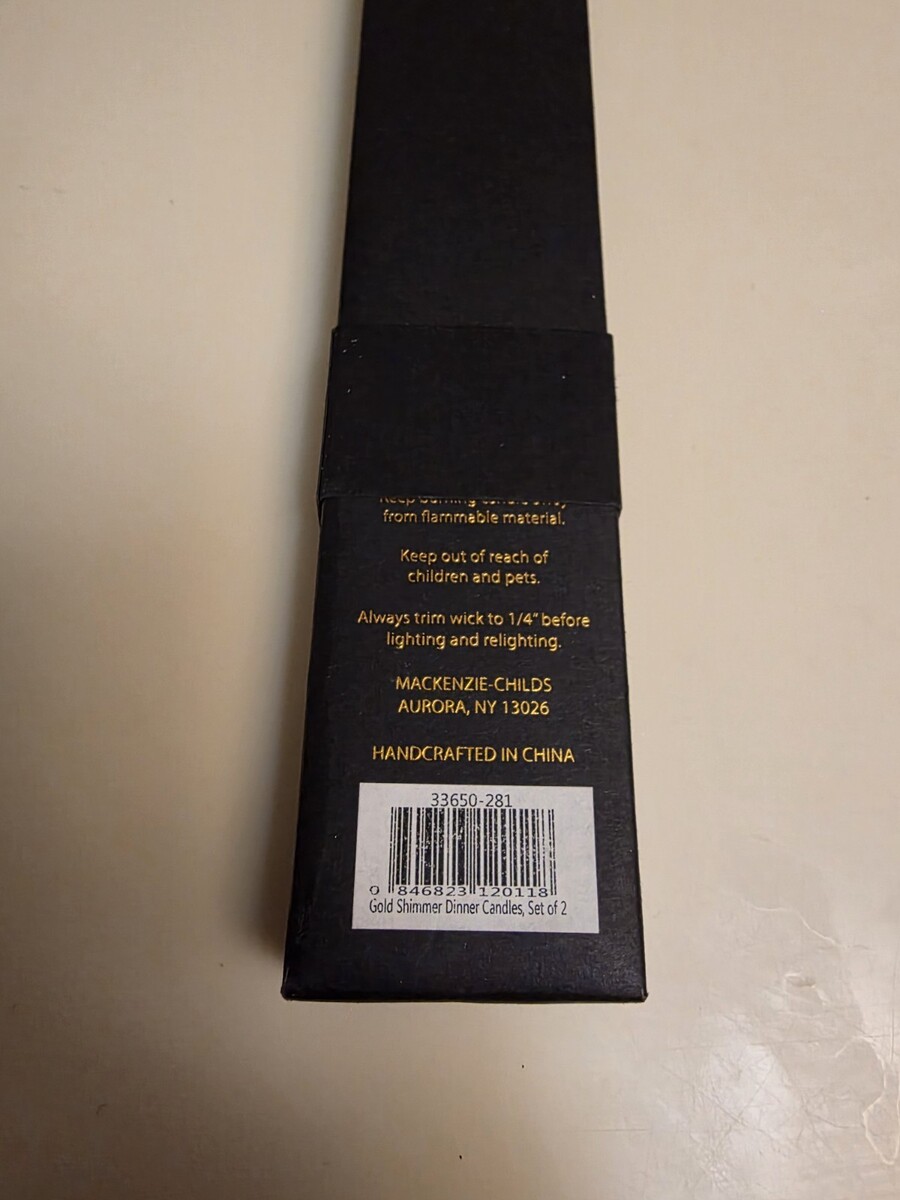 Keep burning
from flammable material.
Keep out of reach of
children and pets.
Always trim wick to 1/4" before
lighting and relighting.
MACKENZIE-CHILDS
AURORA, NY 13026
HANDCRAFTED IN CHINA
33650-281
0 846823 120118
Gold Shimmer Dinner Candles, Set of 2